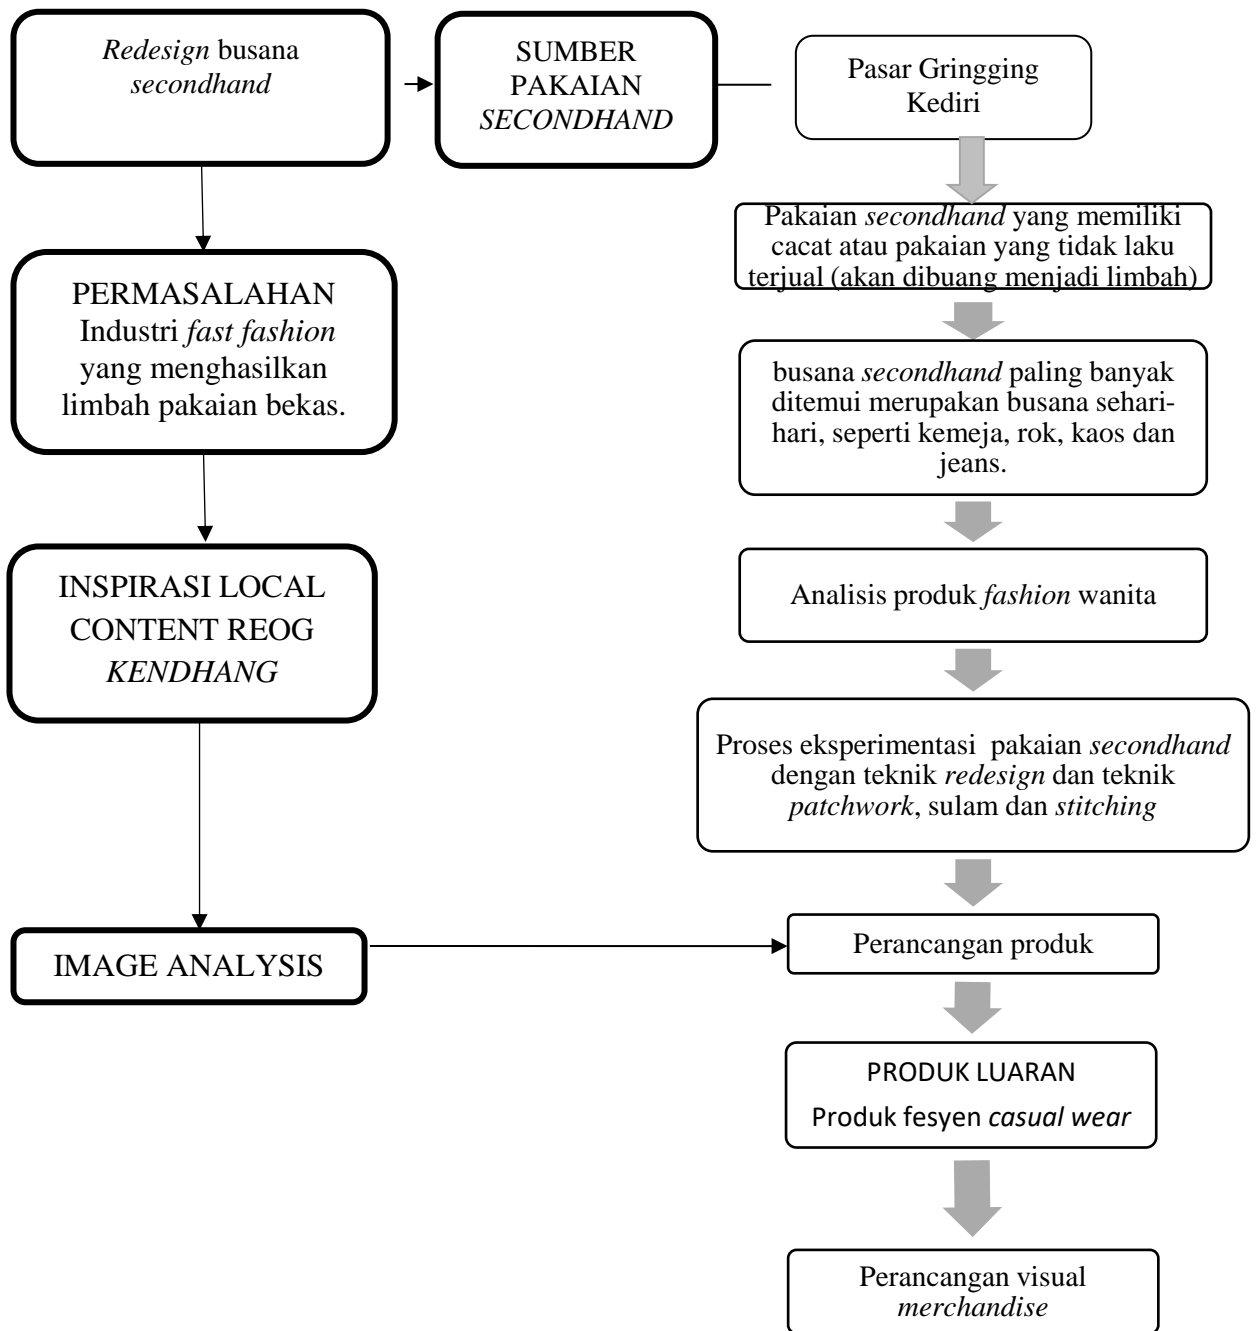 Redesign busana
secondhand
SUMBER
PAKAIAN
SECONDHAND
Pasar Gringging
Kediri
Pakaian secondhand yang memiliki
cacat atau pakaian yang tidak laku
terjual (akan dibuang menjadi limbah)
PERMASALAHAN
Industri fast fashion
yang menghasilkan
limbah pakaian bekas.
busana secondhand paling banyak
ditemui merupakan busana sehari-
hari, seperti kemeja, rok, kaos dan
jeans.
INSPIRASI LOCAL
CONTENT REOG
KENDHANG
Analisis produk fashion wanita
Proses eksperimentasi pakaian secondhand
dengan teknik redesign dan teknik
patchwork, sulam dan stitching
IMAGE ANALYSIS
Perancangan produk
PRODUK LUARAN
Produk fesyen casual wear
Perancangan visual
merchandise